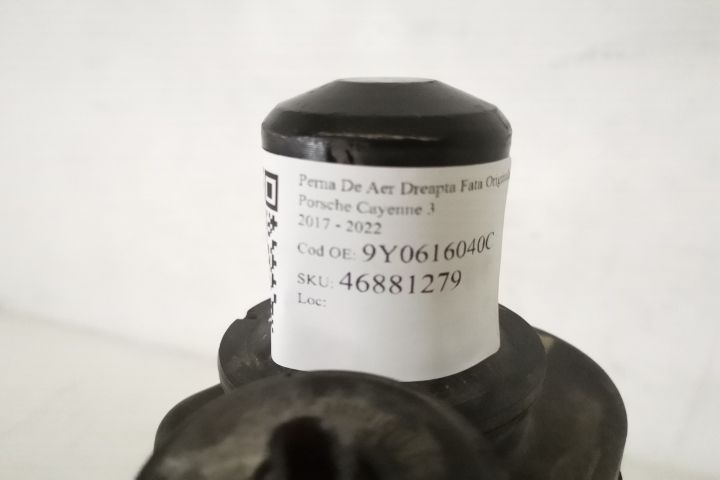 Perna De Aer Dreapta Fata
Porsche Cayenne 3
2017 - 2022
Cod OE: 9Y0616040C
SKU: 46881279
Loc: